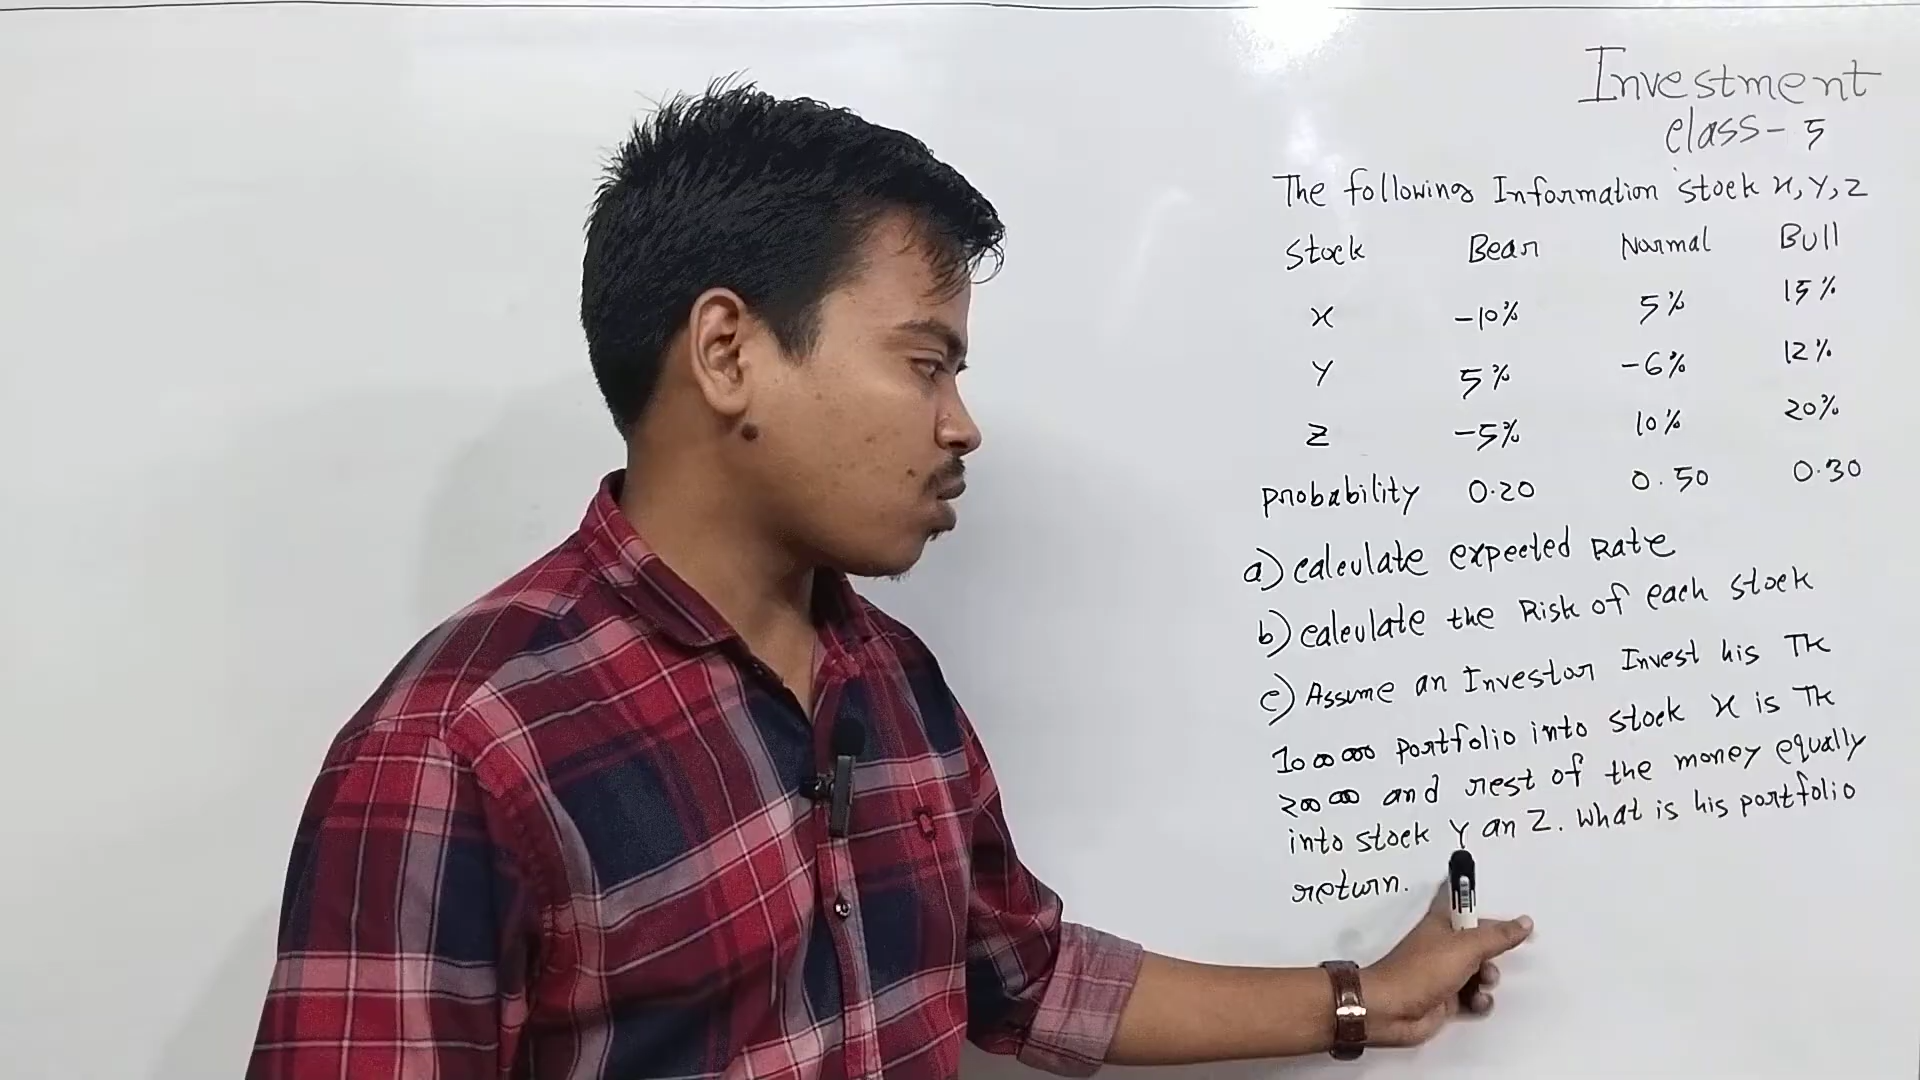 Investment
class-5
The following Information stock X, Y, Z
Stock Bear Normal Bull
X -10% 5% 15%
Y 5% -6% 12%
Z -5% 10% 20%
probability 0.20 0.50 0.30
a) calculate expected Rate
b) calculate the Risk of each stock
c) Assume an Investor Invest his TK
100000 portfolio into stock X is TK
20000 and rest of the money equally
into stock Y an Z. What is his portfolio
return.